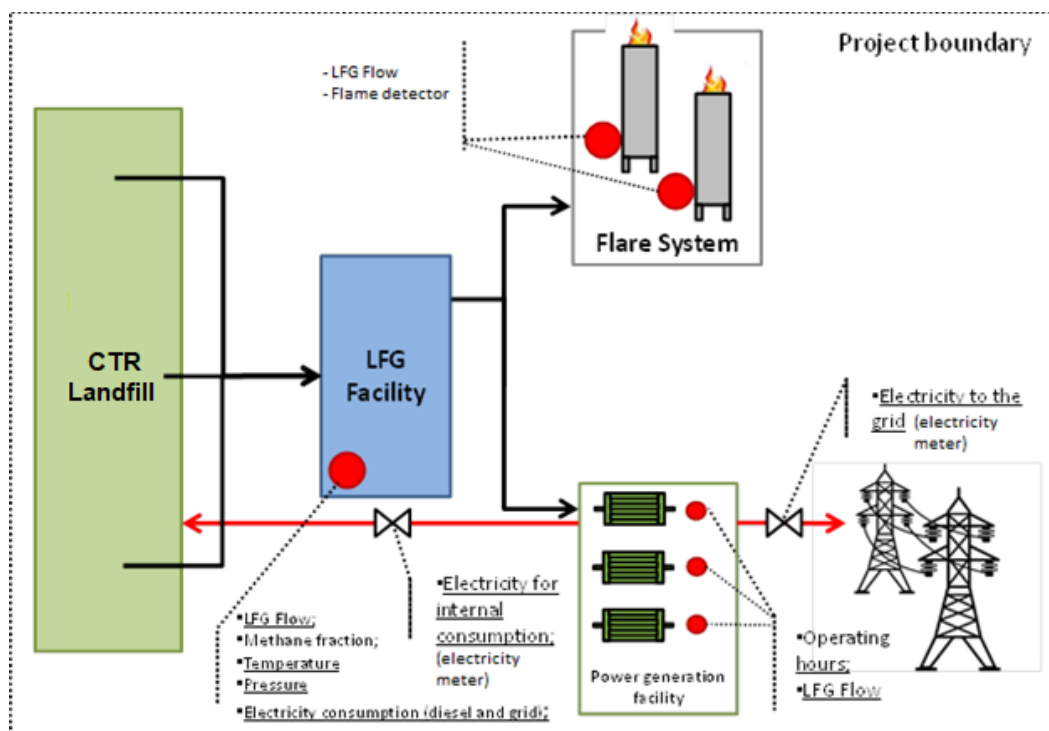 Project boundary
- LFG Flow
- Flame detector
Flare System
CTR
Landfill
LFG
Facility
▪Electricity to the
grid (electricity
meter)
▪LFG Flow;
▪Methane fraction;
▪Temperature
▪Pressure
▪Electricity consumption (diesel and grid);
▪Electricity for
internal
consumption;
(electricity
meter)
Power generation
facility
▪Operating
hours;
▪LFG Flow